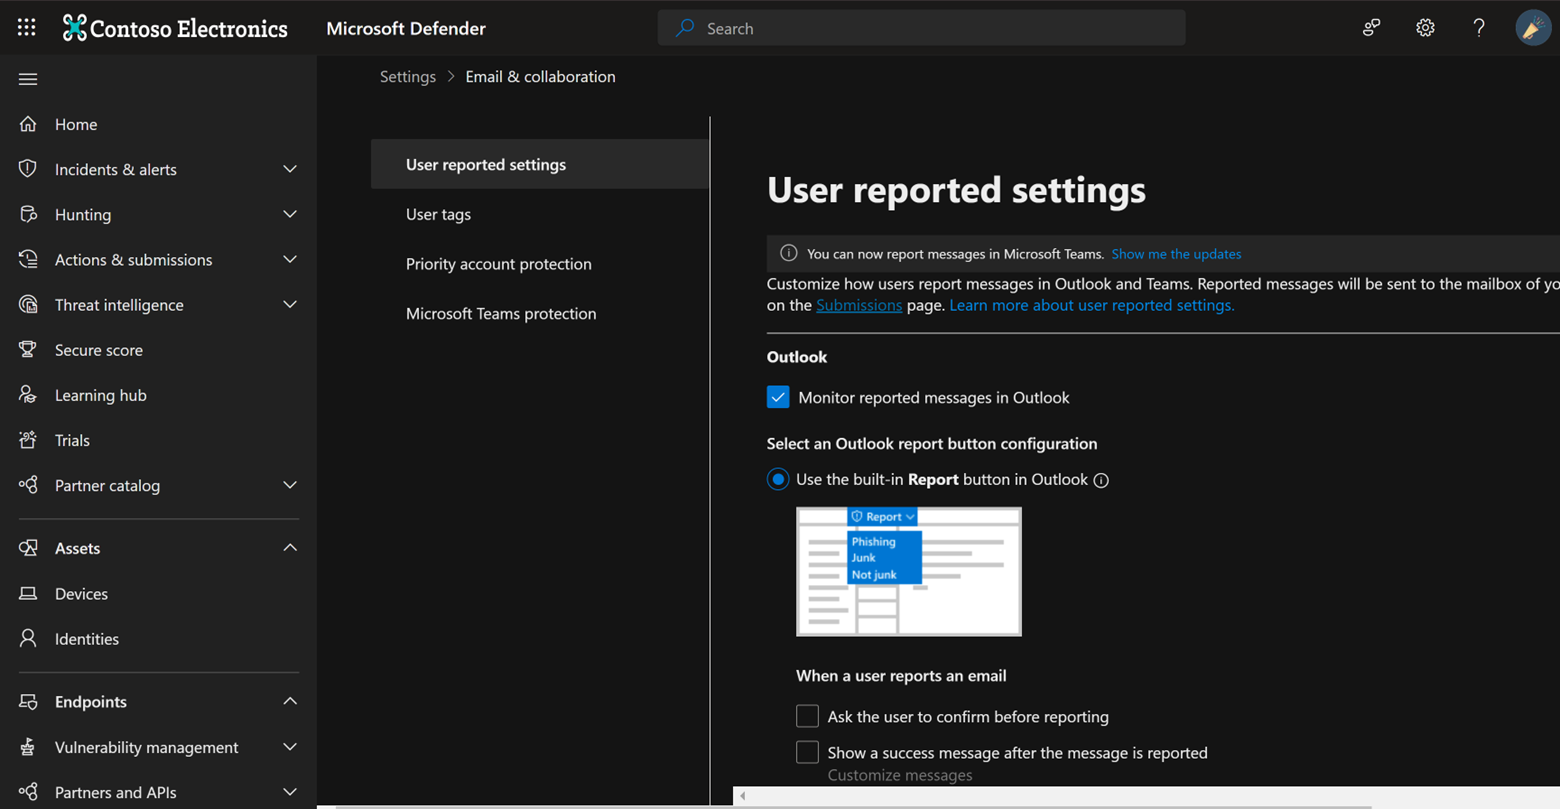 Contoso Electronics
Microsoft Defender
Search
Settings > Email & collaboration
Home
Incidents & alerts
Hunting
Actions & submissions
Threat intelligence
Secure score
Learning hub
Trials
Partner catalog
Assets
Devices
Identities
Endpoints
Vulnerability management
Partners and APIs
User reported settings
User tags
Priority account protection
Microsoft Teams protection
User reported settings
You can now report messages in Microsoft Teams. Show me the updates
Customize how users report messages in Outlook and Teams. Reported messages will be sent to the mailbox of yo
on the Submissions page. Learn more about user reported settings.
Outlook
Monitor reported messages in Outlook
Select an Outlook report button configuration
Use the built-in Report button in Outlook
Report
Phishing
Junk
Not junk
When a user reports an email
Ask the user to confirm before reporting
Show a success message after the message is reported
Customize messages